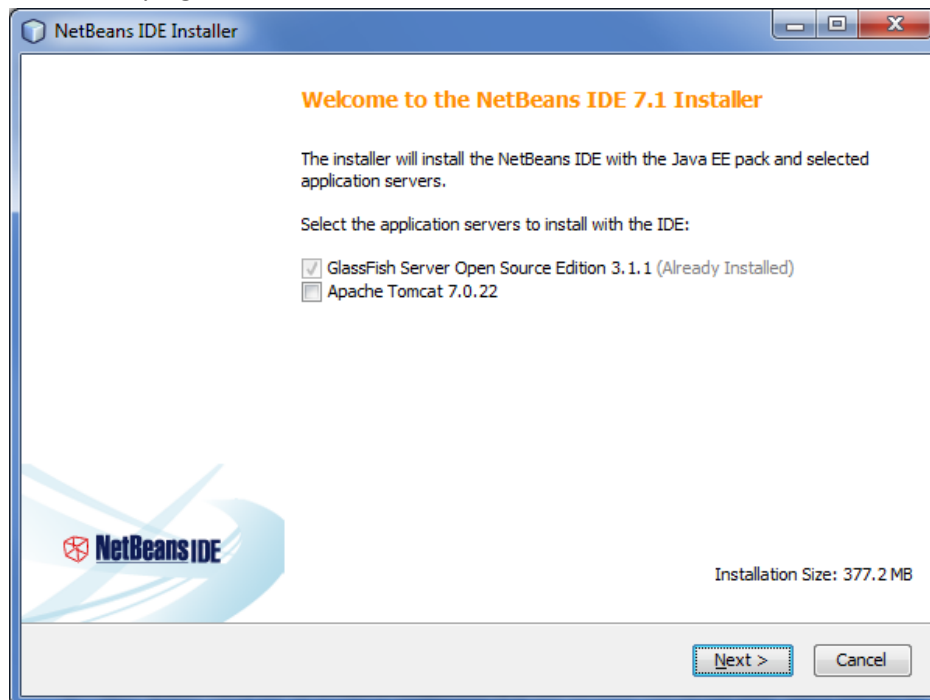 NetBeans IDE Installer
Welcome to the NetBeans IDE 7.1 Installer
The installer will install the NetBeans IDE with the Java EE pack and selected
application servers.
Select the application servers to install with the IDE:
GlassFish Server Open Source Edition 3.1.1 (Already Installed)
Apache Tomcat 7.0.22
NetBeans IDE
Installation Size: 377.2 MB
Next >
Cancel